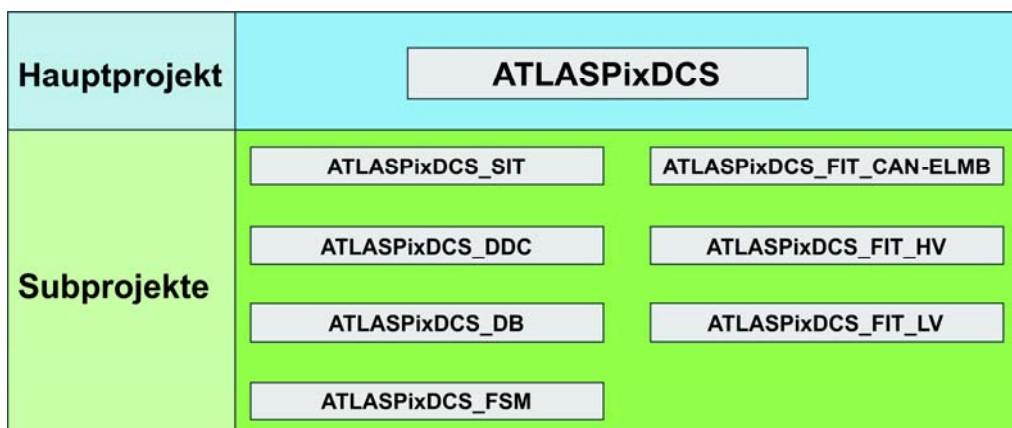 Hauptprojekt
ATLASPixDCS
Subprojekte
ATLASPixDCS_SIT
ATLASPixDCS_FIT_CAN-ELMB
ATLASPixDCS_DDC
ATLASPixDCS_FIT_HV
ATLASPixDCS_DB
ATLASPixDCS_FIT_LV
ATLASPixDCS_FSM